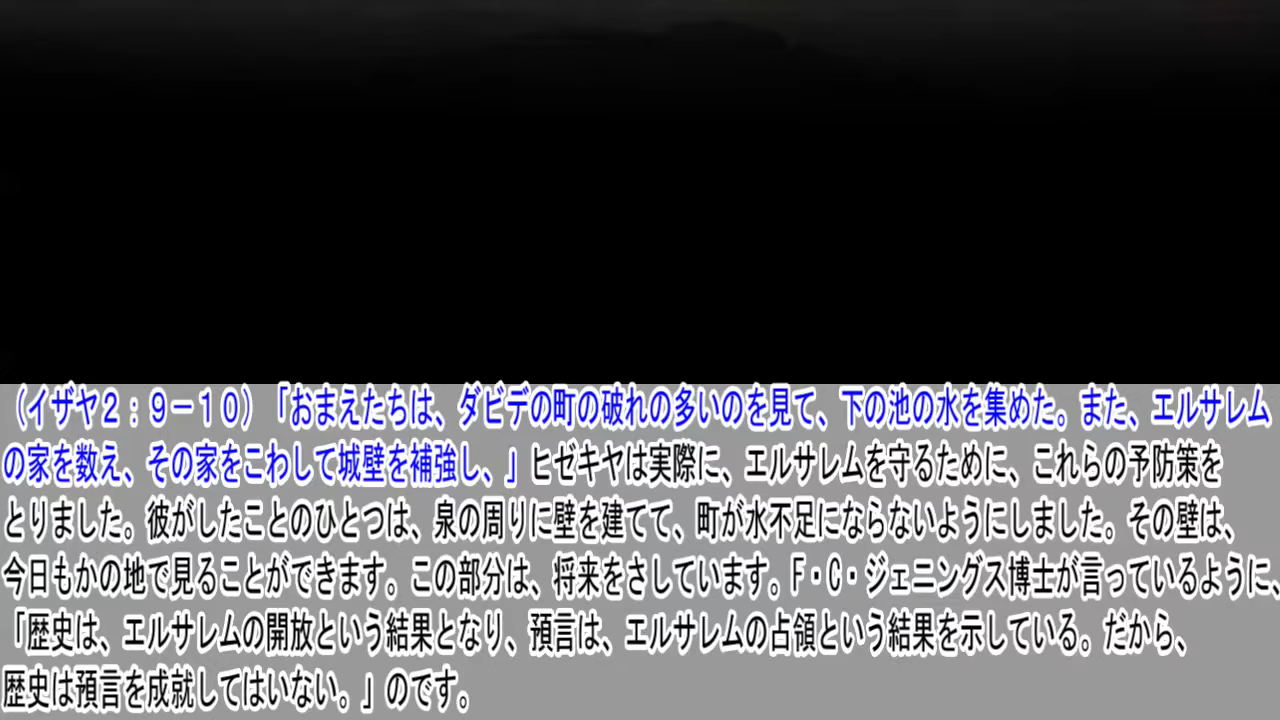 （イザヤ２：９－１０）「おまえたちは、ダビデの町の破れの多いのを見て、下の池の水を集めた。また、エルサレム
の家を数え、その家をこわして城壁を補強し、」ヒゼキヤは実際に、エルサレムを守るために、これらの予防策を
とりました。彼がしたことのひとつは、泉の周りに壁を建てて、町が水不足にならないようにしました。その壁は、
今日もかの地で見ることができます。この部分は、将来をさしています。F・C・ジェニングス博士が言っているように、
「歴史は、エルサレムの開放という結果となり、預言は、エルサレムの占領という結果を示している。だから、
歴史は預言を成就してはいない。」のです。